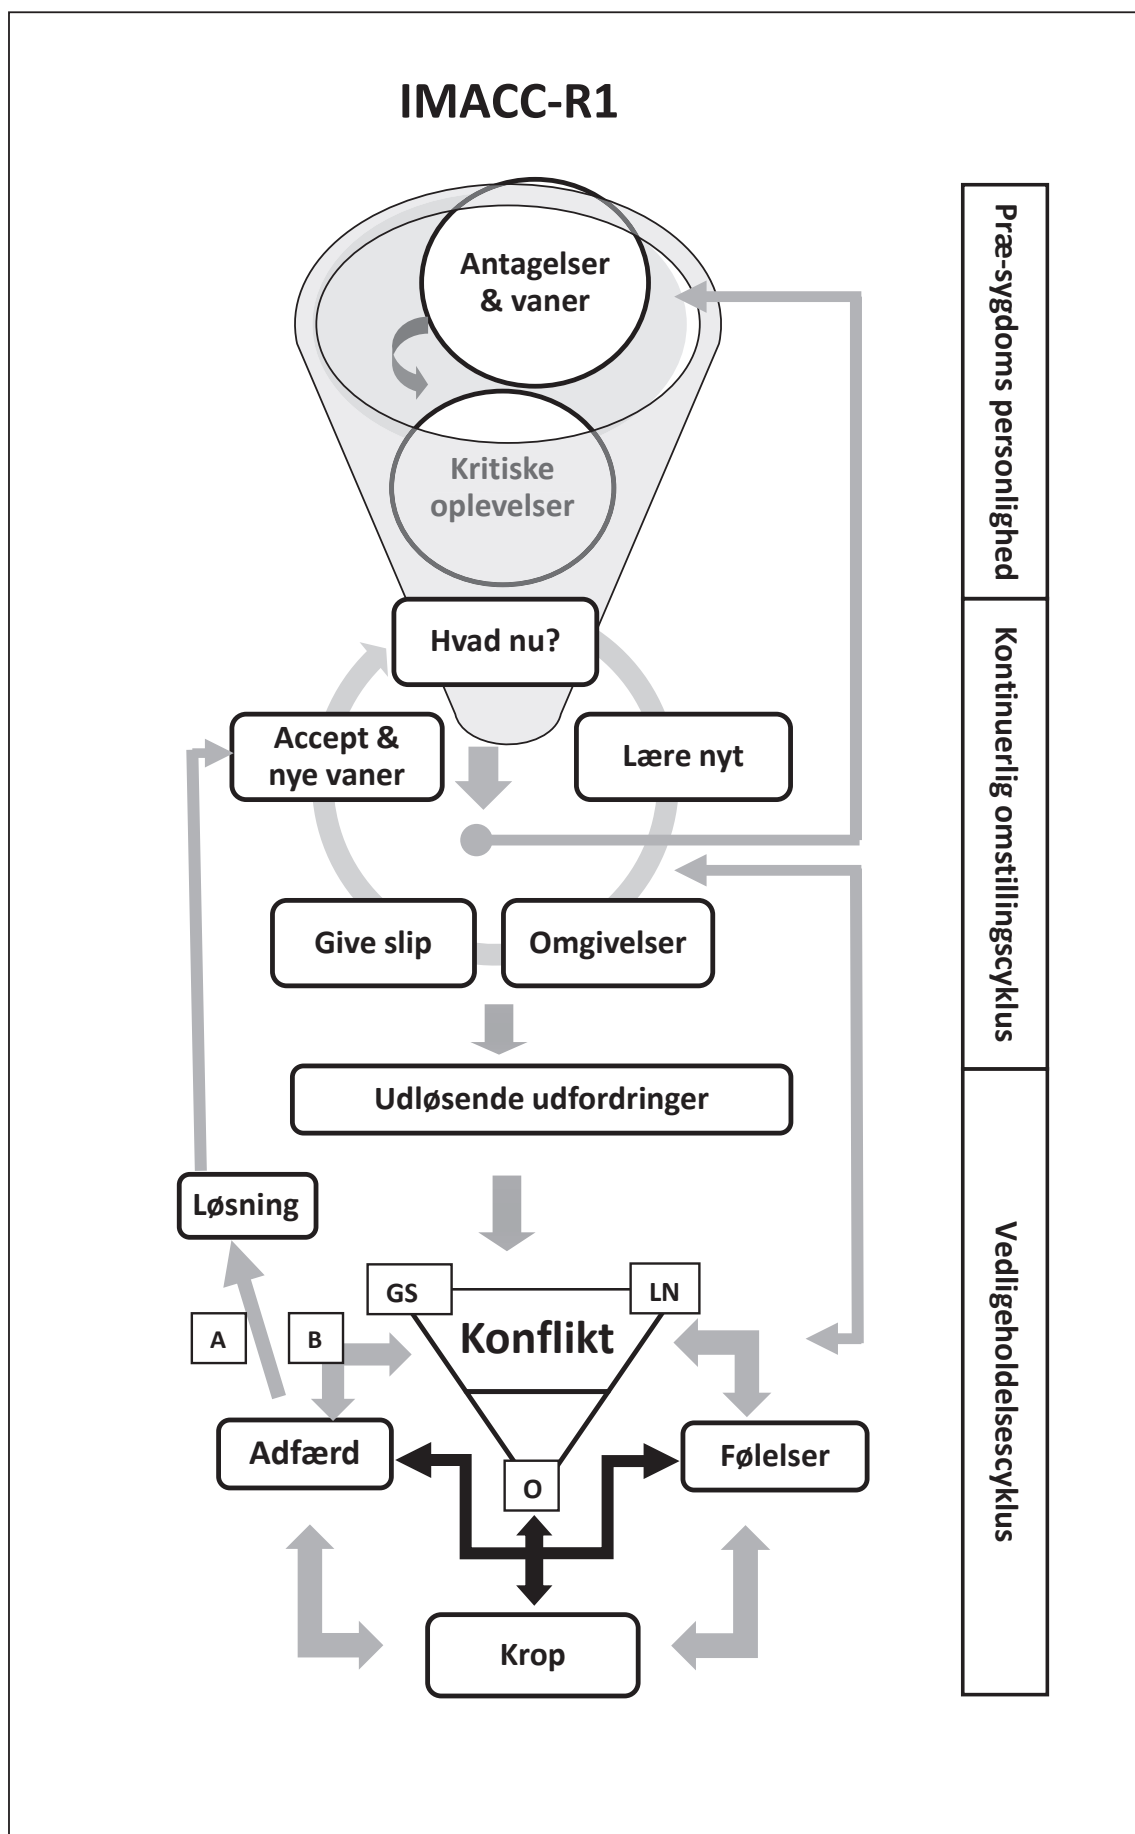 IMACC-R1
Antagelser
& vaner
Kritiske
oplevelser
Hvad nu?
Accept &
nye vaner
Lære nyt
Give slip
Omgivelser
Udløsende udfordringer
Løsning
A
B
GS
LN
Konflikt
O
Adfærd
Følelser
Krop
Præ-sygdoms personlighed
Kontinuerlig omstillingscyklus
Vedligeholdelsescyklus